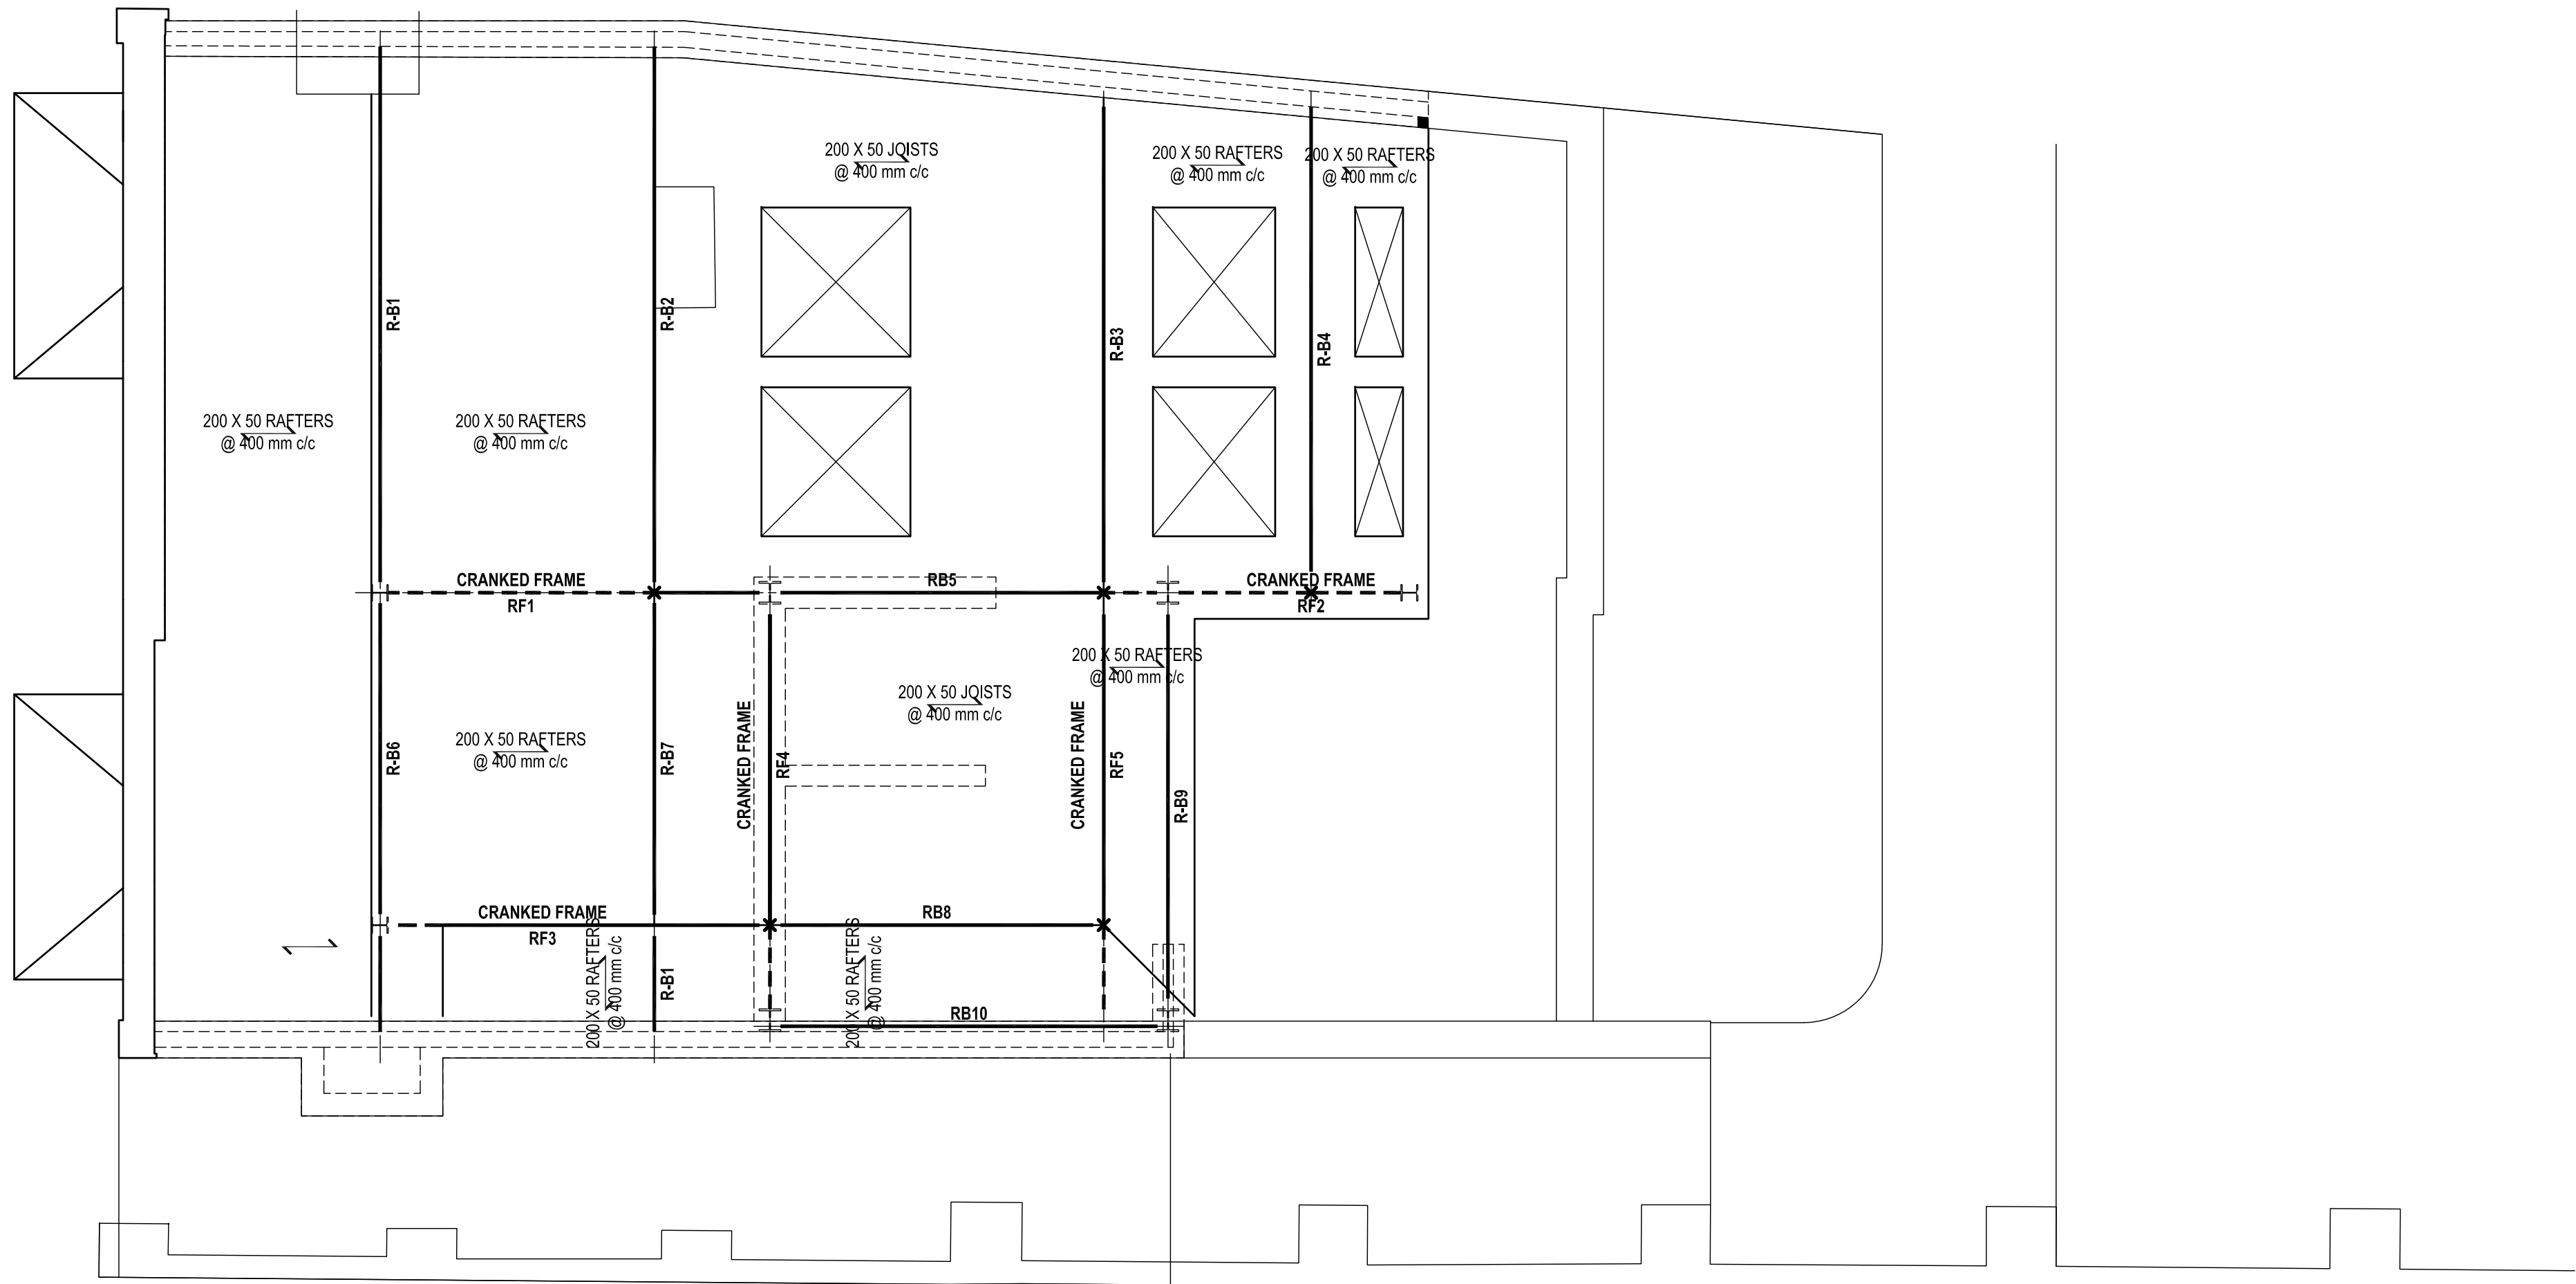 200 X 50 JOISTS
@ 400 mm c/c
200 X 50 RAFTERS
@ 400 mm c/c
200 X 50 RAFTERS
@ 400 mm c/c
R-B1
R-B2
R-B3
R-B4
200 X 50 RAFTERS
@ 400 mm c/c
200 X 50 RAFTERS
@ 400 mm c/c
CRANKED FRAME
RF1
RB5
CRANKED FRAME
RF2
200 X 50 RAFTERS
@ 400 mm c/c
200 X 50 JOISTS
@ 400 mm c/c
200 X 50 RAFTERS
@ 400 mm c/c
R-B6
R-B7
CRANKED FRAME
RF4
CRANKED FRAME
RF5
R-B9
CRANKED FRAME
RF3
RB8
200 X 50 RAFTERS
@ 400 mm c/c
R-B1
200 X 50 RAFTERS
@ 400 mm c/c
RB10